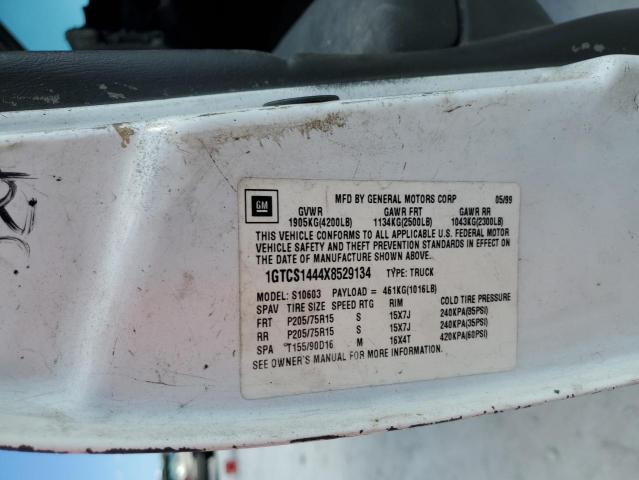 GM
MFD BY GENERAL MOTORS CORP 05/99
GVWR GAWR FRT GAWR RR
1905KG(4200LB) 1134KG(2500LB) 1043KG(2300LB)
THIS VEHICLE CONFORMS TO ALL APPLICABLE U.S. FEDERAL MOTOR
VEHICLE SAFETY AND THEFT PREVENTION STANDARDS IN EFFECT ON
DATE OF MANUFACTURE SHOWN ABOVE.
1GTCS1444X8529134 TYPE: TRUCK
MODEL: S10603 PAYLOAD = 461KG(1016LB)
SPAV TIRE SIZE SPEED RTG RIM COLD TIRE PRESSURE
FRT P205/75R15 S 15X7J 240KPA(35PSI)
RR P205/75R15 S 15X7J 240KPA(35PSI)
SPA T155/90D16 M 16X4T 420KPA(60PSI)
SEE OWNER'S MANUAL FOR MORE INFORMATION.